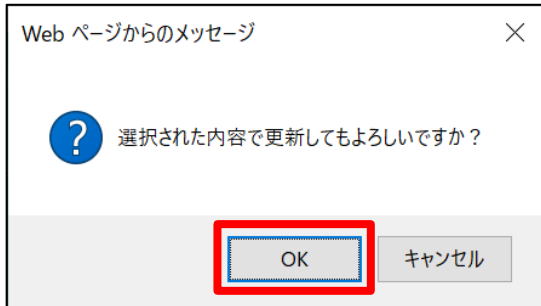 Web ページからのメッセージ
選択された内容で更新してもよろしいですか？
OK
キャンセル